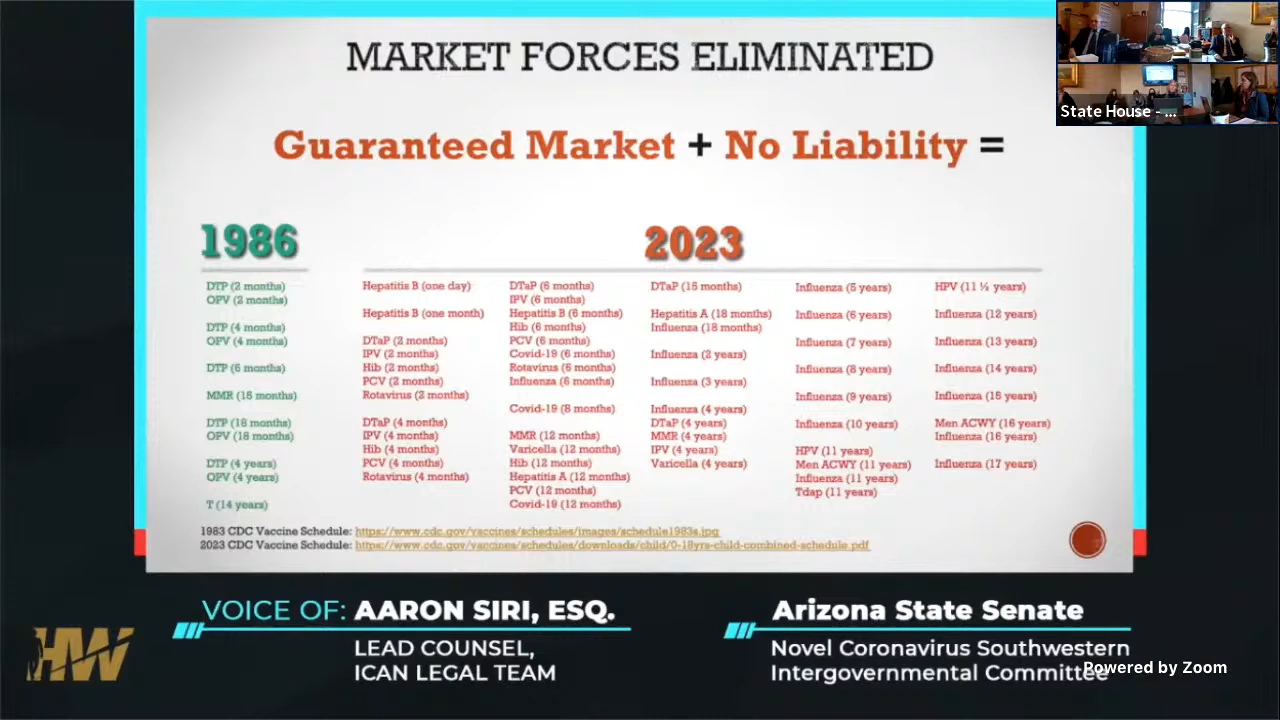 MARKET FORCES ELIMINATED
Guaranteed Market + No Liability =
State House - ...
1986
DTP (2 months)
OPV (2 months)
DTP (4 months)
OPV (4 months)
DTP (6 months)
MMR (15 months)
DTP (18 months)
OPV (18 months)
DTP (4 years)
OPV (4 years)
T (14 years)
2023
Hepatitis B (one day)
Hepatitis B (one month)
DTaP (2 months)
IPV (2 months)
Hib (2 months)
PCV (2 months)
Rotavirus (2 months)
DTaP (4 months)
IPV (4 months)
Hib (4 months)
PCV (4 months)
Rotavirus (4 months)
DTaP (6 months)
IPV (6 months)
Hepatitis B (6 months)
Hib (6 months)
PCV (6 months)
Covid-19 (6 months)
Rotavirus (6 months)
Influenza (6 months)
Covid-19 (8 months)
MMR (12 months)
Varicella (12 months)
Hib (12 months)
Hepatitis A (12 months)
PCV (12 months)
Covid-19 (12 months)
DTaP (15 months)
Hepatitis A (18 months)
Influenza (18 months)
Influenza (2 years)
Influenza (3 years)
Influenza (4 years)
DTaP (4 years)
MMR (4 years)
IPV (4 years)
Varicella (4 years)
Influenza (5 years)
Influenza (6 years)
Influenza (7 years)
Influenza (8 years)
Influenza (9 years)
Influenza (10 years)
HPV (11 years)
Men ACWY (11 years)
Influenza (11 years)
Tdap (11 years)
HPV (11 ½ years)
Influenza (12 years)
Influenza (13 years)
Influenza (14 years)
Influenza (15 years)
Men ACWY (16 years)
Influenza (16 years)
Influenza (17 years)
1983 CDC Vaccine Schedule: https://www.cdc.gov/vaccines/schedules/images/schedule1983s.jpg
2023 CDC Vaccine Schedule: https://www.cdc.gov/vaccines/schedules/downloads/child/0-18yrs-child-combined-schedule.pdf
HW
VOICE OF: AARON SIRI, ESQ.
LEAD COUNSEL,
ICAN LEGAL TEAM
Arizona State Senate
Novel Coronavirus Southwestern
Intergovernmental Committee
Powered by Zoom